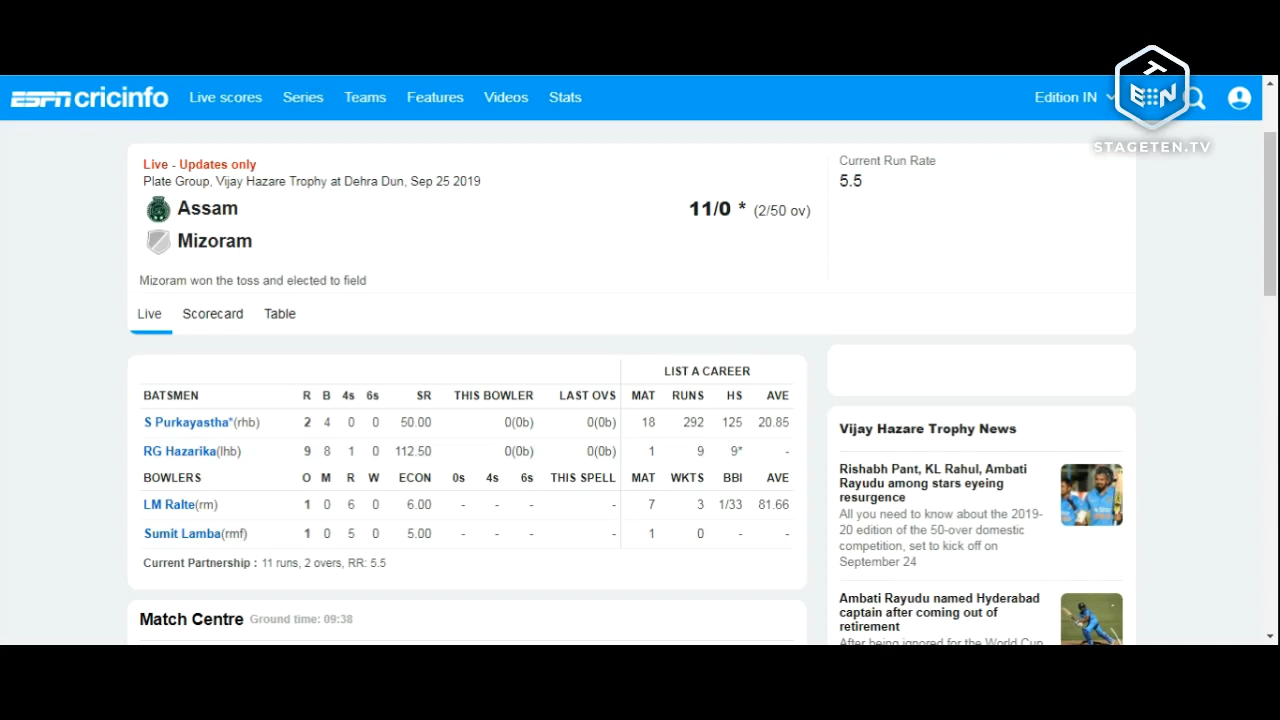 ESPN cricinfo Live scores Series Teams Features Videos Stats Edition IN
TEN
STAGETEN.TV
Live - Updates only
Plate Group, Vijay Hazare Trophy at Dehra Dun, Sep 25 2019
Assam 11/0 * (2/50 ov)
Mizoram
Mizoram won the toss and elected to field
Current Run Rate
5.5
Live Scorecard Table
LIST A CAREER
BATSMEN R B 4s 6s SR THIS BOWLER LAST OVS MAT RUNS HS AVE
S Purkayastha*(rhb) 2 4 0 0 50.00 0(0b) 0(0b) 18 292 125 20.85
RG Hazarika(lhb) 9 8 1 0 112.50 0(0b) 0(0b) 1 9 9* -
BOWLERS O M R W ECON 0s 4s 6s THIS SPELL MAT WKTS BBI AVE
LM Ralte(rm) 1 0 6 0 6.00 - - - - 7 3 1/33 81.66
Sumit Lamba(rmf) 1 0 5 0 5.00 - - - - 1 0 - -
Current Partnership : 11 runs, 2 overs, RR: 5.5
Match Centre Ground time: 09:38
Vijay Hazare Trophy News
Rishabh Pant, KL Rahul, Ambati
Rayudu among stars eyeing
resurgence
All you need to know about the 2019-
20 edition of the 50-over domestic
competition, set to kick off on
September 24
Ambati Rayudu named Hyderabad
captain after coming out of
retirement
After being ignored for the World Cup